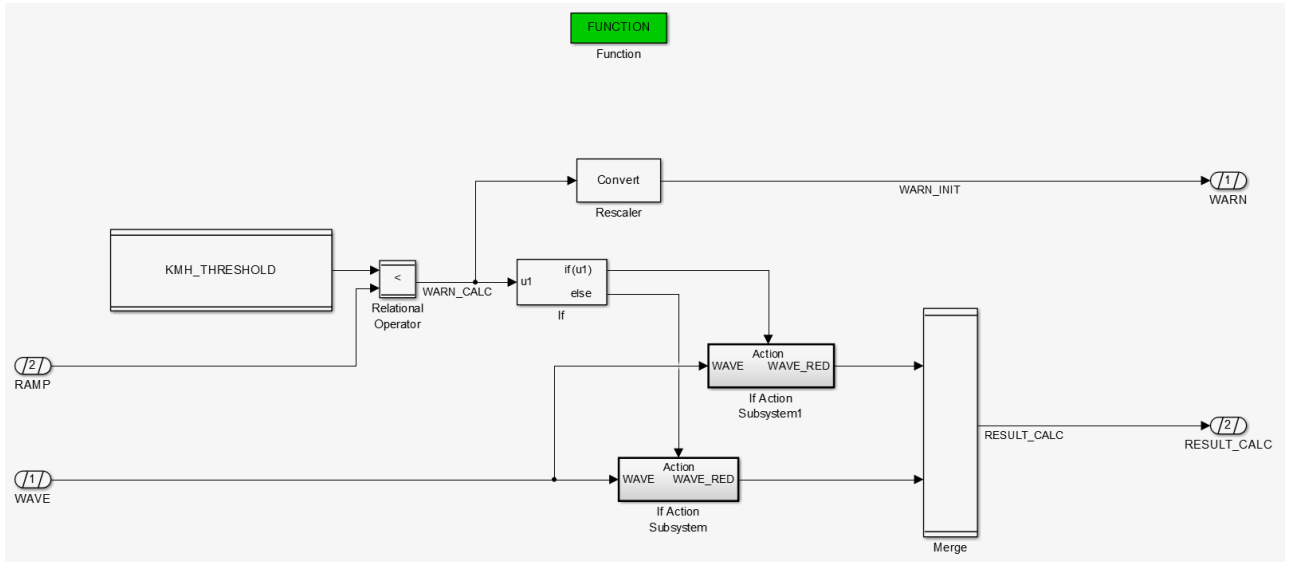 FUNCTION
Function
Convert
Rescaler
WARN_INIT
1
WARN
KMH_THRESHOLD
<
WARN_CALC
Relational
Operator
u1
if(u1)
else
If
2
RAMP
Action
WAVE WAVE_RED
If Action
Subsystem1
RESULT_CALC
2
RESULT_CALC
1
WAVE
Action
WAVE WAVE_RED
If Action
Subsystem
Merge